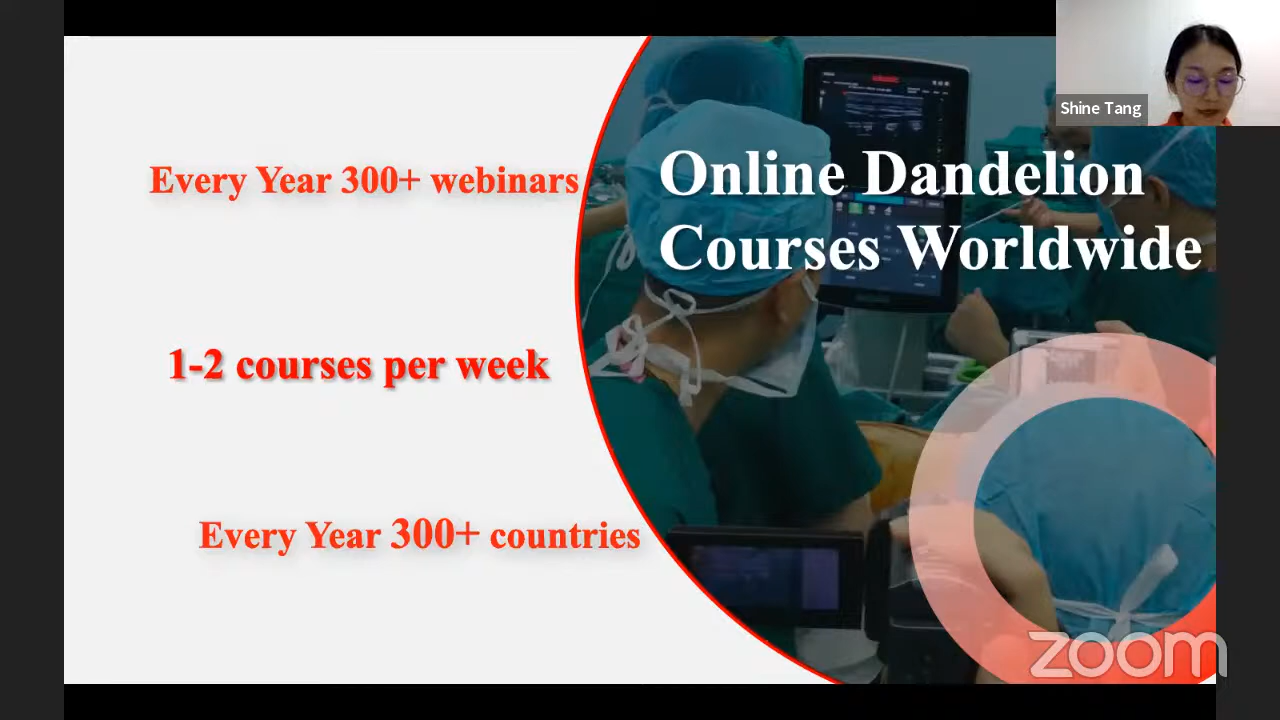 Shine Tang
Online Dandelion
Courses Worldwide
Every Year 300+ webinars
1-2 courses per week
Every Year 300+ countries
zoom